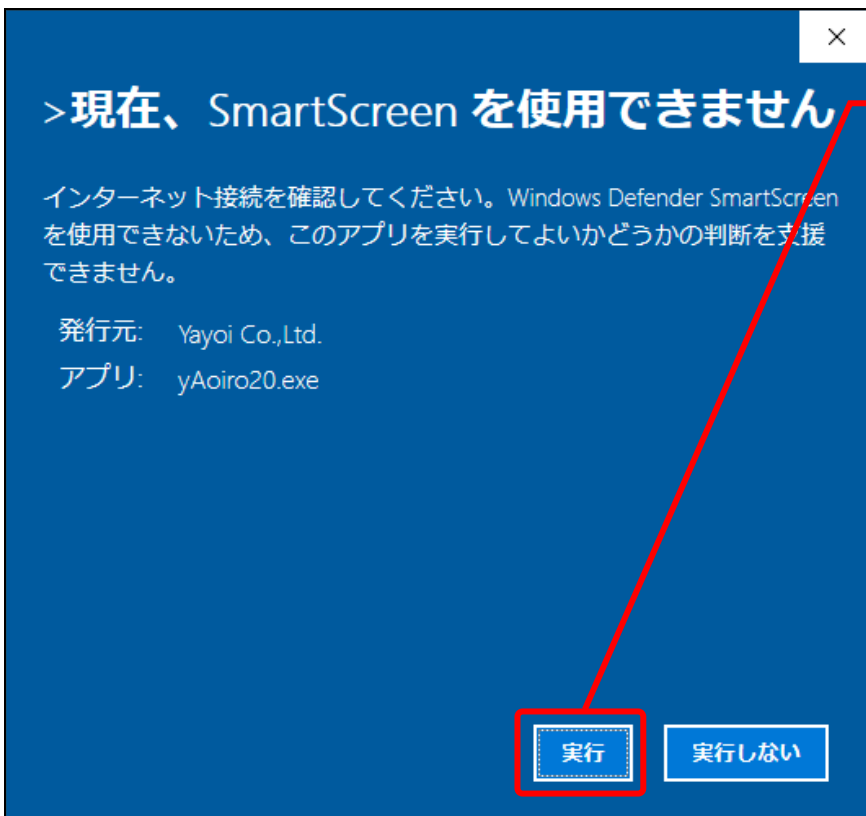 >現在、SmartScreen を使用できません
インターネット接続を確認してください。Windows Defender SmartScreen
を使用できないため、このアプリを実行してよいかどうかの判断を支援
できません。
発行元: Yayoi Co.,Ltd.
アプリ: yAoiro20.exe
実行 実行しない